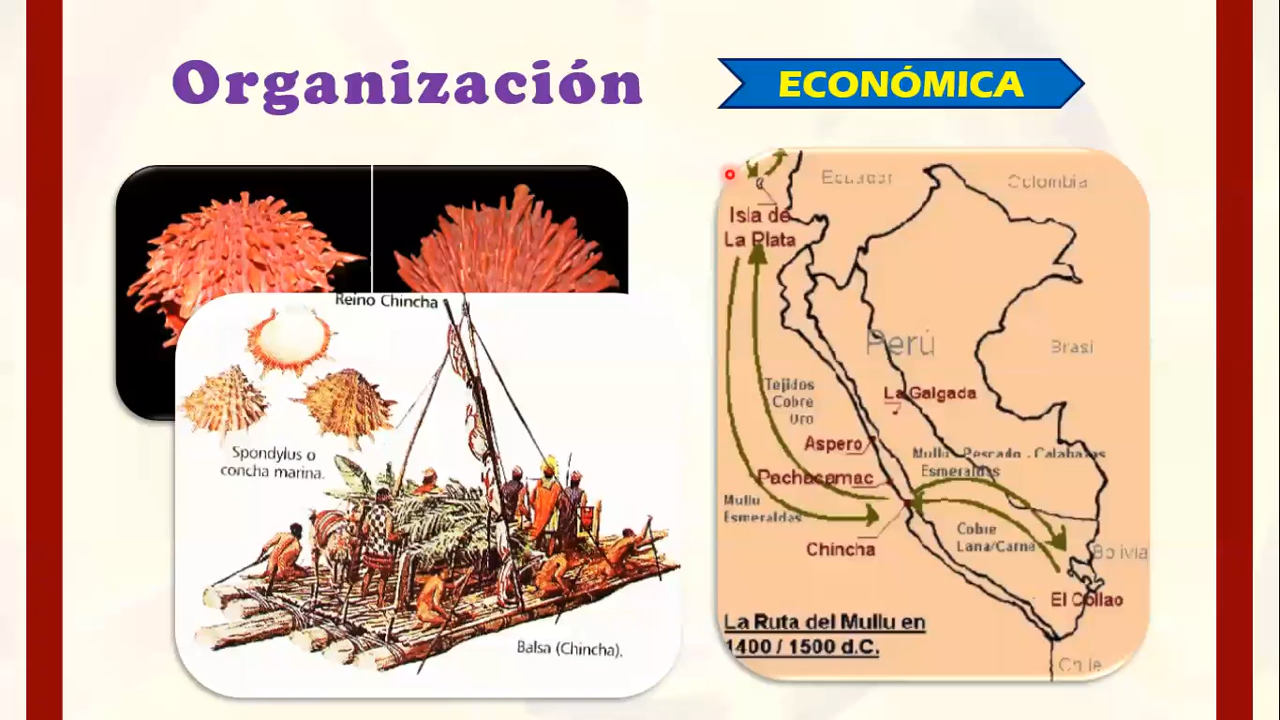 Organización
ECONÓMICA
Reino Chincha
Spondylus o
concha marina.
Balsa (Chincha).
Ecuador
Colombia
Isla de
La Plata
Perú
Brasi
Tejidos
Cobre
Oro
La Galgada
Aspero
Mullu - Pescado - Calabazas
Esmeraldas
Pachacamac
Mullu
Esmeraldas
Cobre
Lana/Carne
Chincha
Bolivia
El Collao
La Ruta del Mullu en
1400 / 1500 d.C.
Chile